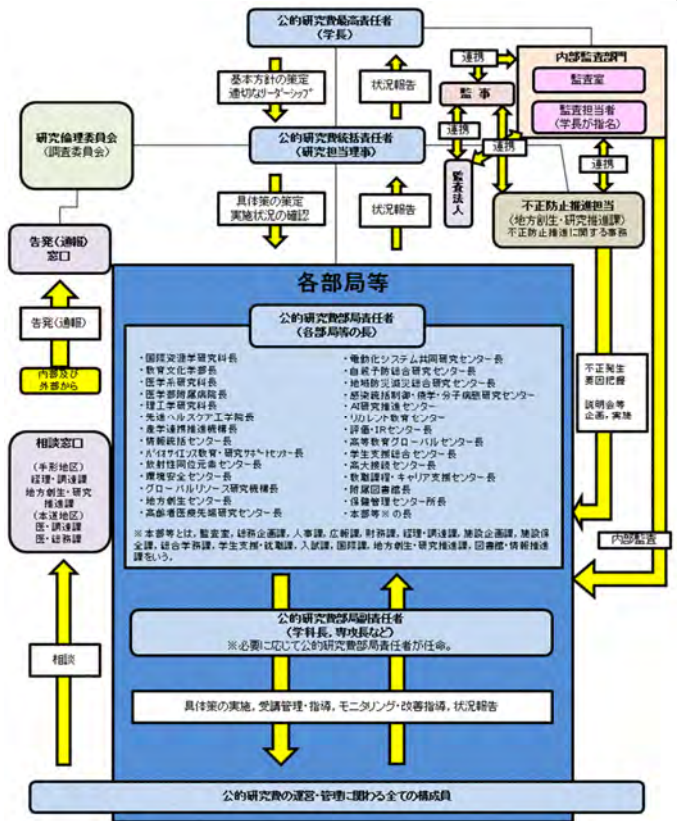 公的研究費最高責任者
(学長)
基本方針の策定
適切なリーダーシップ
状況報告
連携
内部監査部門
監査室
監査担当者
(学長が指名)
監事
連携
連携
連携
研究倫理委員会
(調査委員会)
公的研究費統括責任者
(研究担当理事)
監査法人
具体策の策定
実施状況の確認
状況報告
不正防止推進担当
(地方創生・研究推進課)
不正防止推進に関する事務
告発(通報)
窓口
告発(通報)
内部及び
外部から
各部局等
公的研究費部局責任者
(各部局等の長)
・国際資源学研究科長
・教育文化学部長
・医学系研究科長
・医学部附属病院長
・理工学研究科長
・先進ヘルスケア工学院長
・産学連携推進機構長
・情報統括センター長
・バイオサイエンス教育・研究サポートセンター長
・放射性同位元素センター長
・環境安全センター長
・グローバルリソース研究機構長
・地方創生センター長
・高齢者医療先端研究センター長
・電動化システム共同研究センター長
・自殺予防総合研究センター長
・地域防災減災総合研究センター長
・感染統括制御・疫学・分子病態研究センター長
・AI研究推進センター長
・リカレント教育センター長
・評価・IRセンター長
・高等教育グローバルセンター長
・学生支援総合センター長
・高大接続センター長
・教職課程・キャリア支援センター長
・附属図書館長
・保健管理センター所長
・本部等※の長
※本部等とは，監査室，総務企画課，人事課，広報課，財務課，経理・調達課，施設企画課，施設保
全課，総合学務課，学生支援・就職課，入試課，国際課，地方創生・研究推進課，図書館・情報推進
課をいう。
不正発生
要因把握
説明会等
企画，実施
内部監査
相談窓口
(手形地区)
経理・調達課
地方創生・研究
推進課
(本道地区)
医・調達課
医・総務課
相談
公的研究費部局副責任者
(学科長，専攻長など)
※必要に応じて公的研究費部局責任者が任命。
具体策の実施，受講管理・指導，モニタリング・改善指導，状況報告
公的研究費の運営・管理に関わる全ての構成員